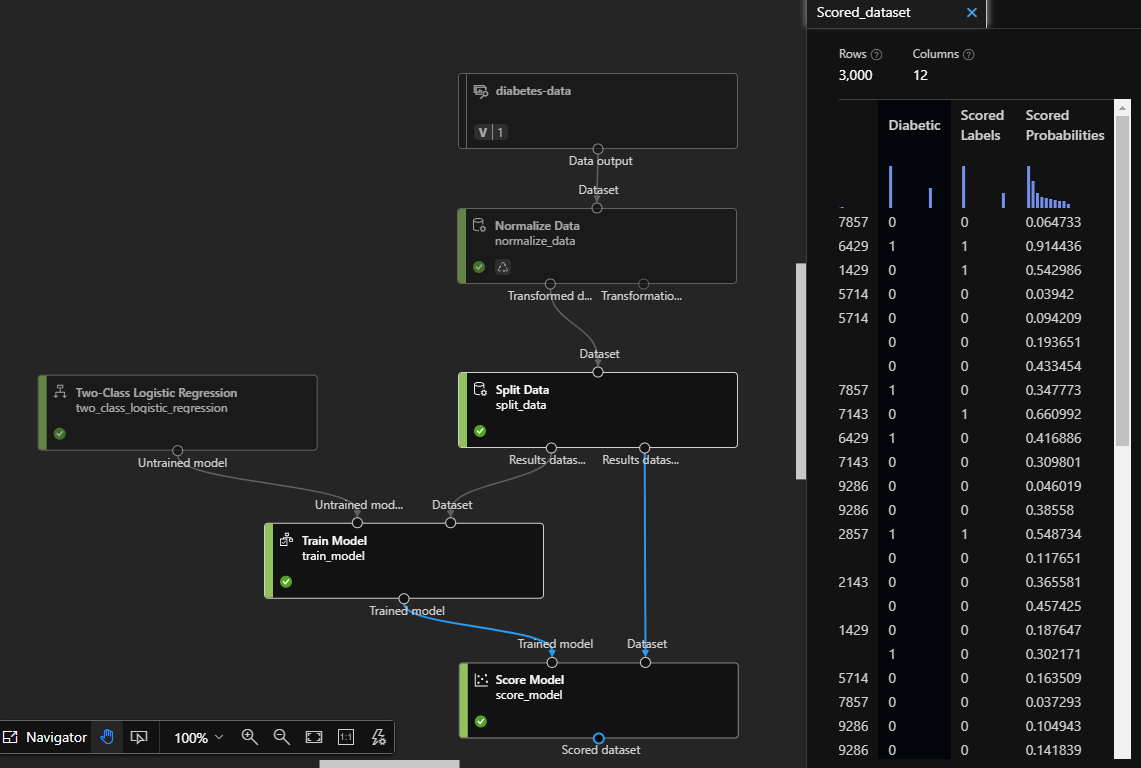 diabetes-data
V 1
Data output
Dataset
Normalize Data
normalize_data
Transformed d... Transformatio...
Dataset
Split Data
split_data
Results datas... Results datas...
Two-Class Logistic Regression
two_class_logistic_regression
Untrained model
Untrained mod... Dataset
Train Model
train_model
Trained model
Trained model Dataset
Score Model
score_model
Scored dataset
Navigator 100% 1:1
Scored_dataset
Rows ? Columns ?
3,000 12
Diabetic Scored Labels Scored Probabilities
7857 0 0 0.064733
6429 1 1 0.914436
1429 0 1 0.542986
5714 0 0 0.03942
5714 0 0 0.094209
0 0 0.193651
0 0 0.433454
7857 1 0 0.347773
7143 0 1 0.660992
6429 1 0 0.416886
7143 0 0 0.309801
9286 0 0 0.046019
9286 0 0 0.38558
2857 1 1 0.548734
0 0 0.117651
2143 0 0 0.365581
0 0 0.457425
1429 0 0 0.187647
1 0 0.302171
5714 0 0 0.163509
7857 0 0 0.037293
9286 0 0 0.104943
9286 0 0 0.141839